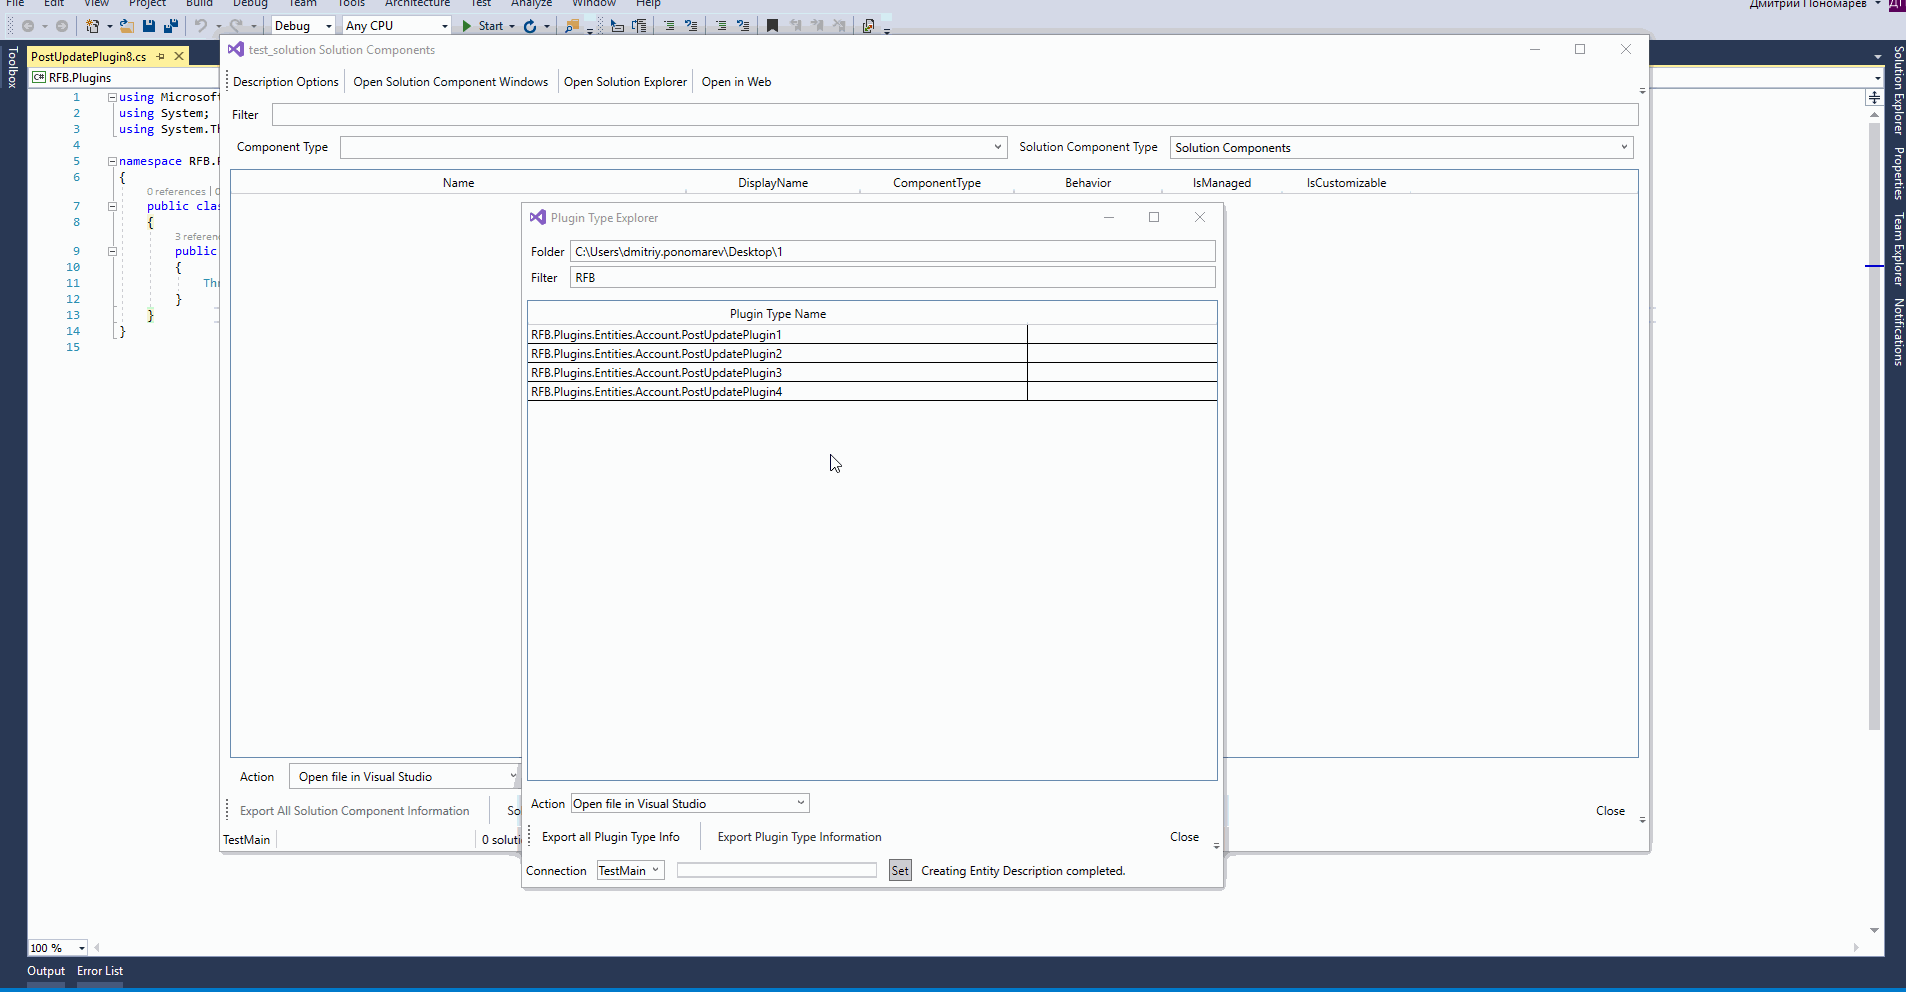 File Edit View Project Build Debug Team Tools Architecture Test Analyze Window Help
Дмитрий Пономарев
Debug Any CPU Start
Toolbox
PostUpdatePlugin8.cs
C# RFB.Plugins
1 using Microsoft
2 using System;
3 using System.Th
4
5 namespace RFB.
6 {
0 references |
7 public clas
8 {
3 referen
9 public
10 {
11 Thr
12 }
13 }
14 }
15
test_solution Solution Components
Description Options Open Solution Component Windows Open Solution Explorer Open in Web
Filter
Component Type Solution Component Type Solution Components
Name DisplayName ComponentType Behavior IsManaged IsCustomizable
Plugin Type Explorer
Folder C:\Users\dmitriy.ponomarev\Desktop\1
Filter RFB
Plugin Type Name
RFB.Plugins.Entities.Account.PostUpdatePlugin1
RFB.Plugins.Entities.Account.PostUpdatePlugin2
RFB.Plugins.Entities.Account.PostUpdatePlugin3
RFB.Plugins.Entities.Account.PostUpdatePlugin4
Action Open file in Visual Studio
Export all Plugin Type Info Export Plugin Type Information Close
Connection TestMain Set Creating Entity Description completed.
Action Open file in Visual Studio
Export All Solution Component Information So Close
TestMain 0 soluti
Solution Explorer
Properties
Team Explorer
Notifications
100 %
Output Error List